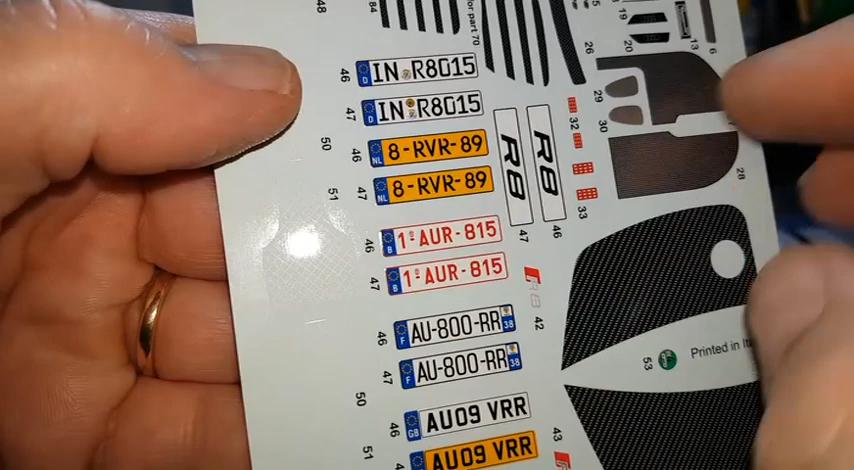 48
84
for part 70
5
19
20
13
6
26
46 D IN R8015
47 D IN R8015
29
30
32
50
46 NL 8-RVR-89
R8
R8
28
51
47 NL 8-RVR-89
33
46 B 1-AUR-815
47
46
47 B 1-AUR-815
R8
42
46 F AU-800-RR 38
47 F AU-800-RR 38
53
Printed in
50
46 GB AU09 VRR
43
51
AU09 VRR